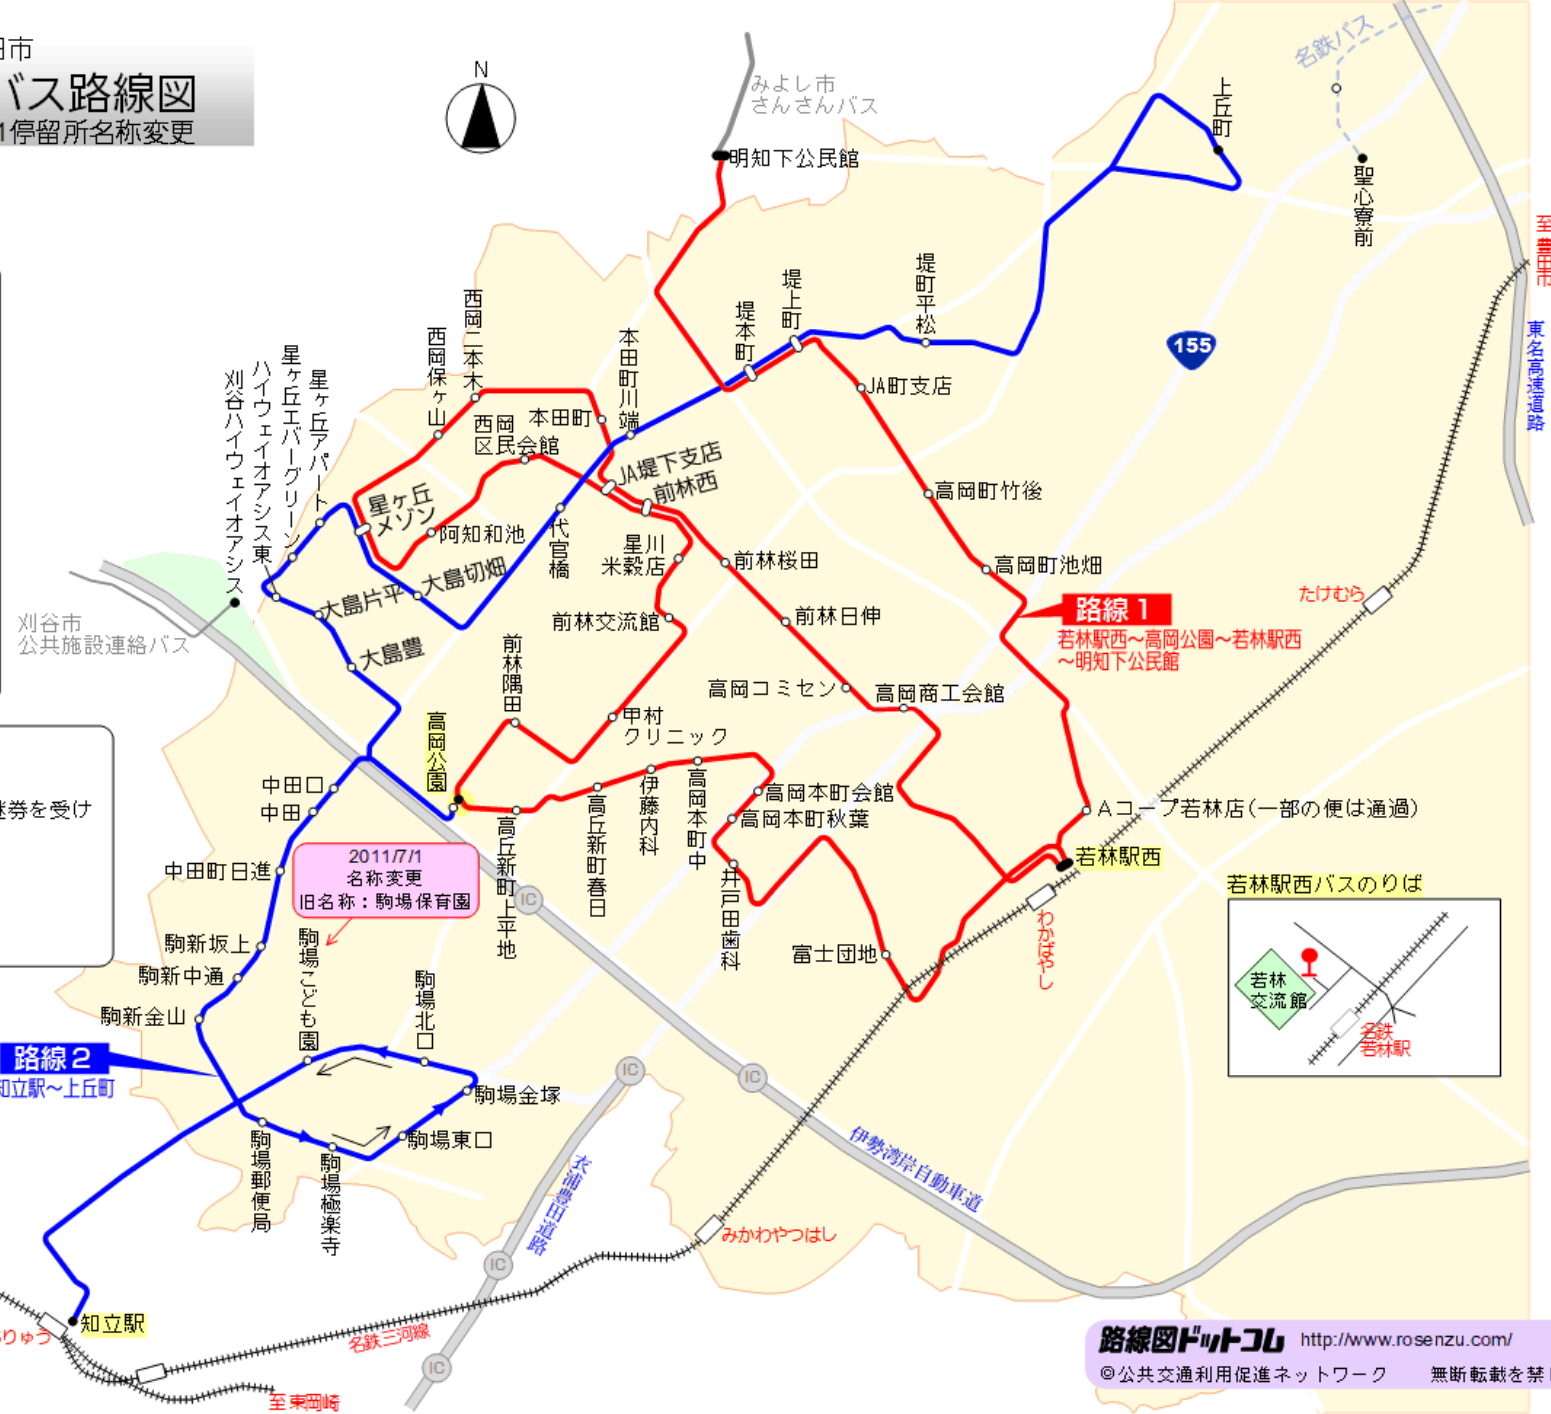 田市
バス路線図
1停留所名称変更
N
みよし市
さんさんバス
明知下公民館
名鉄バス
上丘町
聖心寮前
至豊田市
東名高速道路
155
堤町平松
堤上町
堤本町
本田町川端
西岡二本木
西岡保ヶ山
星ヶ丘アパート
星ヶ丘エバーグリーン
ハイウェイオアシス東
刈谷ハイウェイオアシス
西岡
区民会館
本田町
JA堤下支店
前林西
JA町支店
高岡町竹後
高岡町池畑
星ヶ丘
メゾン
阿知和池
代官橋
星川
米穀店
前林桜田
前林日伸
前林交流館
大島切畑
大島片平
大島豊
刈谷市
公共施設連絡バス
路線1
若林駅西~高岡公園~若林駅西
~明知下公民館
たけむら
高岡コミセン
高岡商工会館
前林隅田
甲村
クリニック
高岡公園
高丘新町上平地
高丘新町春日
伊藤内科
高岡本町中
高岡本町会館
高岡本町秋葉
井戸田歯科
富士団地
Aコープ若林店(一部の便は通過)
若林駅西
わかばやし
若林駅西バスのりば
若林
交流館
名鉄
若林駅
継券を受け
中田口
中田
中田町日進
2011/7/1
名称変更
旧名称:駒場保育園
駒新坂上
駒新中通
駒新金山
駒場こども園
駒場北口
駒場金塚
駒場東口
駒場極楽寺
駒場郵便局
路線2
知立駅~上丘町
IC
IC
IC
IC
IC
伊勢湾岸自動車道
衣浦豊田道路
みかわやつはし
知立駅
りゅう
名鉄三河線
至東岡崎
路線図ドットコム http://www.rosenzu.com/
©公共交通利用促進ネットワーク 無断転載を禁